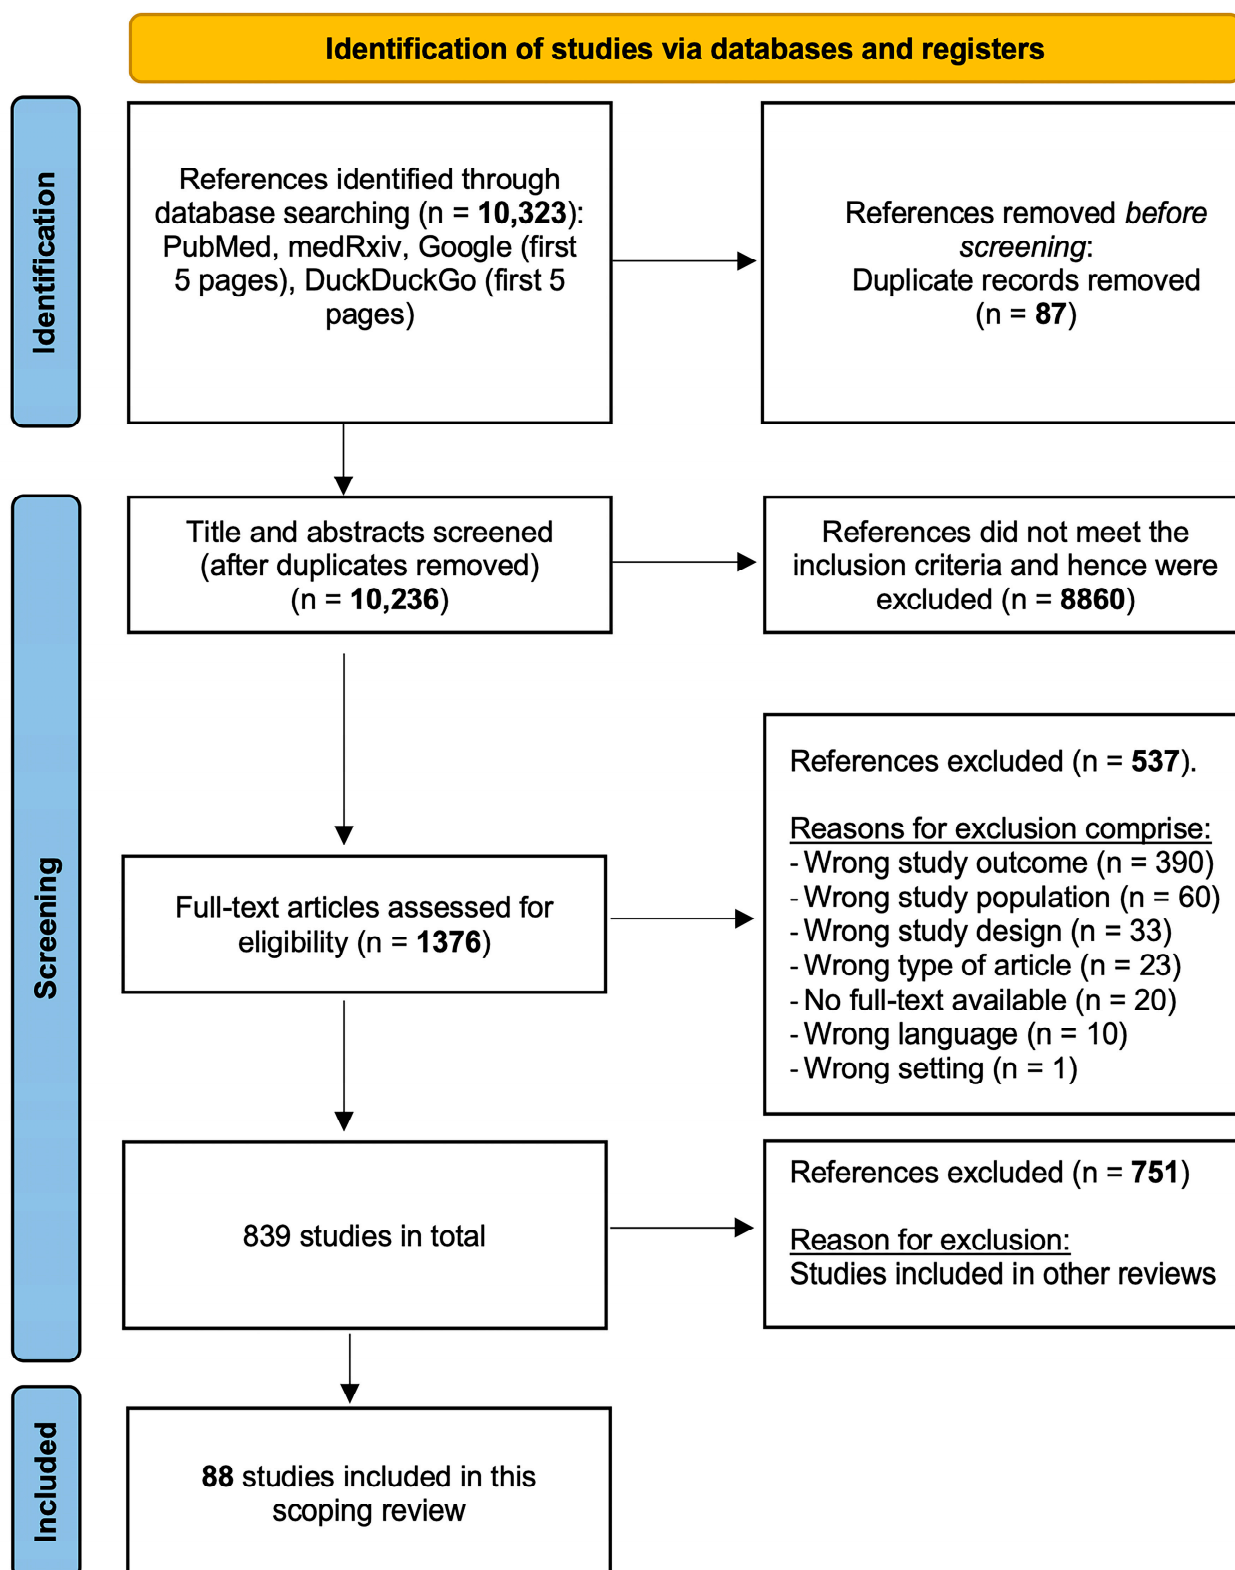 Identification of studies via databases and registers
Identification
References identified through
database searching (n = 10,323):
PubMed, medRxiv, Google (first
5 pages), DuckDuckGo (first 5
pages)
References removed before
screening:
Duplicate records removed
(n = 87)
Screening
Title and abstracts screened
(after duplicates removed)
(n = 10,236)
References did not meet the
inclusion criteria and hence were
excluded (n = 8860)
Full-text articles assessed for
eligibility (n = 1376)
References excluded (n = 537).
Reasons for exclusion comprise:
- Wrong study outcome (n = 390)
- Wrong study population (n = 60)
- Wrong study design (n = 33)
- Wrong type of article (n = 23)
- No full-text available (n = 20)
- Wrong language (n = 10)
- Wrong setting (n = 1)
839 studies in total
References excluded (n = 751)
Reason for exclusion:
Studies included in other reviews
Included
88 studies included in this
scoping review